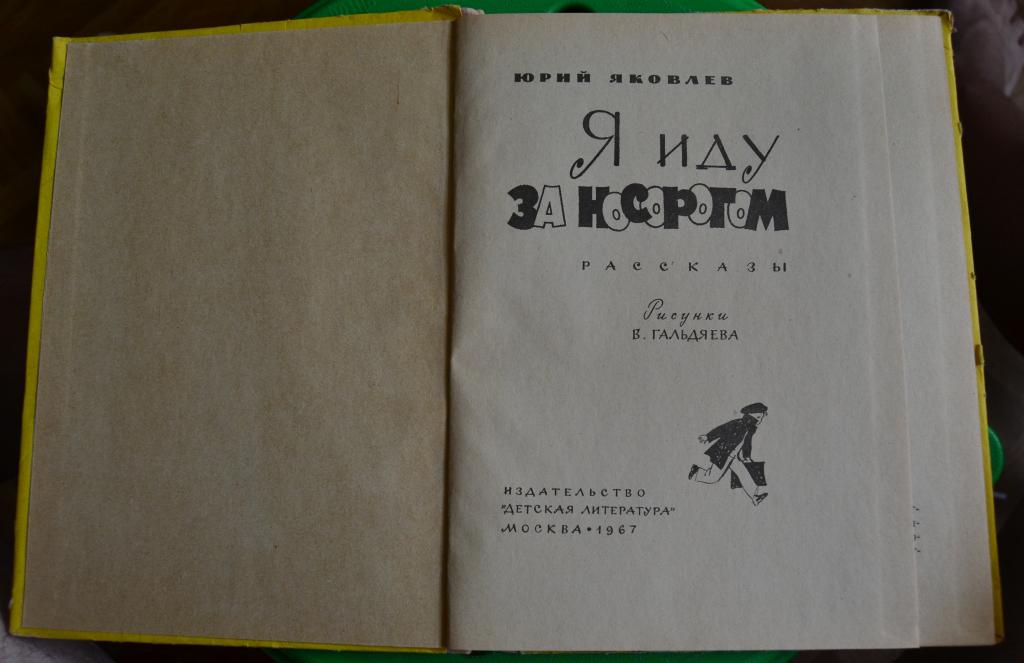 ЮРИЙ ЯКОВЛЕВ
Я ИДУ
ЗА НОСОРОГОМ
РАССКАЗЫ
Рисунки
В. ГАЛЬДЯЕВА
ИЗДАТЕЛЬСТВО
"ДЕТСКАЯ ЛИТЕРАТУРА"
МОСКВА • 1967